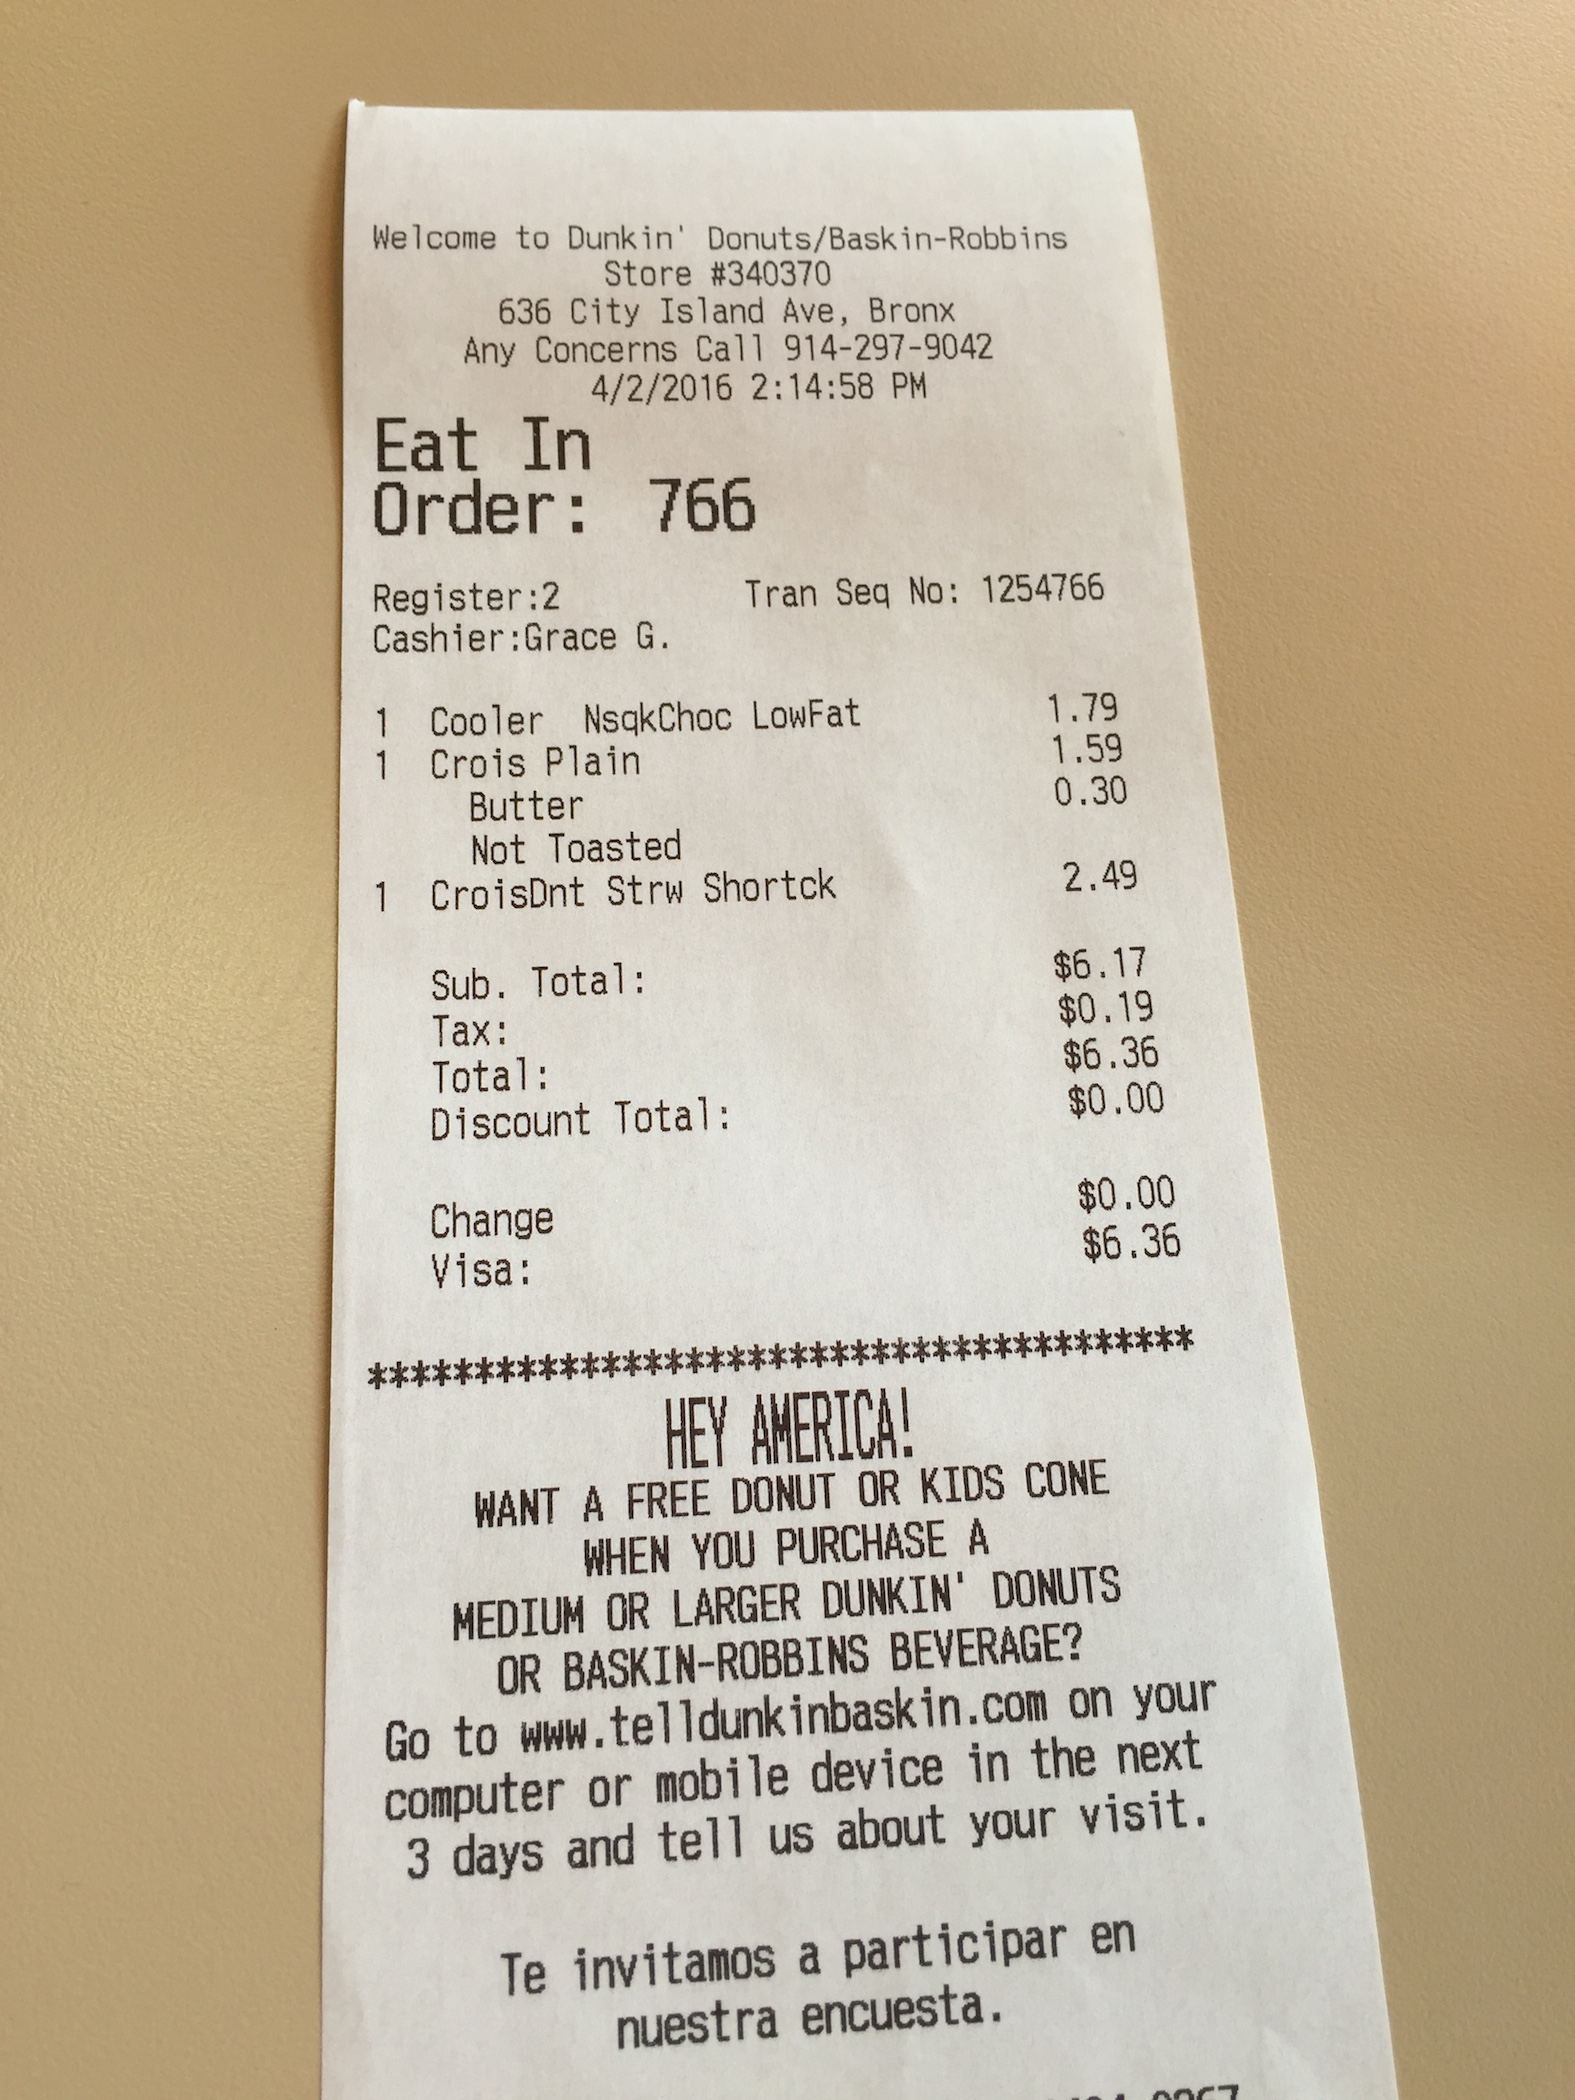 Welcome to Dunkin' Donuts/Baskin-Robbins
Store #340370
636 City Island Ave, Bronx
Any Concerns Call 914-297-9042
4/2/2016 2:14:58 PM
Eat In
Order: 766
Register:2 Tran Seq No: 1254766
Cashier:Grace G.
1 Cooler NsqkChoc LowFat 1.79
1 Crois Plain 1.59
Butter 0.30
Not Toasted
1 CroisDnt Strw Shortck 2.49
Sub. Total: $6.17
Tax: $0.19
Total: $6.36
Discount Total: $0.00
Change $0.00
Visa: $6.36
***************************************
HEY AMERICA!
WANT A FREE DONUT OR KIDS CONE
WHEN YOU PURCHASE A
MEDIUM OR LARGER DUNKIN' DONUTS
OR BASKIN-ROBBINS BEVERAGE?
Go to www.telldunkinbaskin.com on your
computer or mobile device in the next
3 days and tell us about your visit.
Te invitamos a participar en
nuestra encuesta.